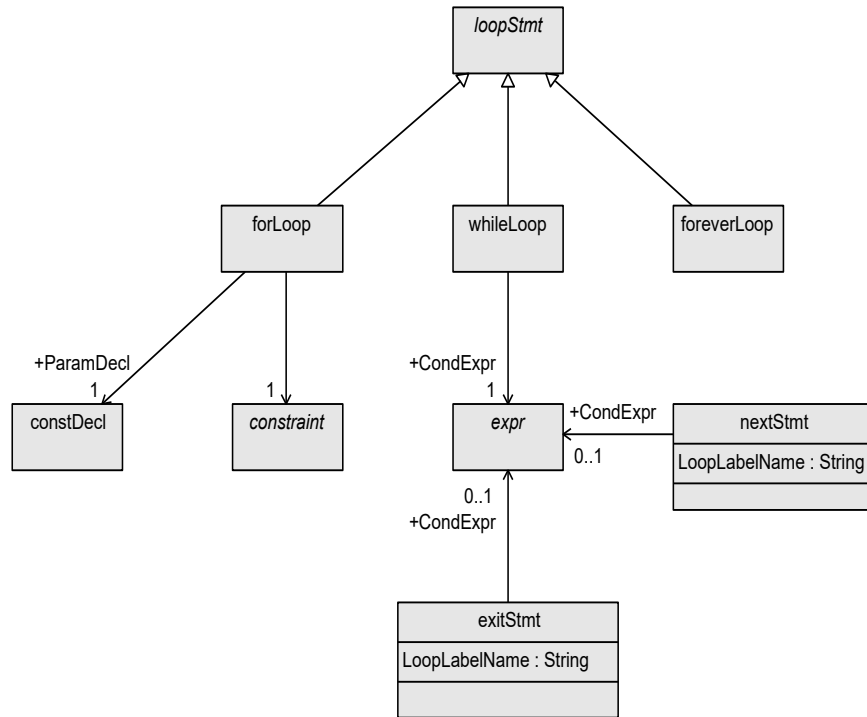 loopStmt
forLoop
whileLoop
foreverLoop
+ParamDecl
1
1
+CondExpr
1
constDecl
constraint
expr
+CondExpr
0..1
nextStmt
LoopLabelName : String
0..1
+CondExpr
exitStmt
LoopLabelName : String